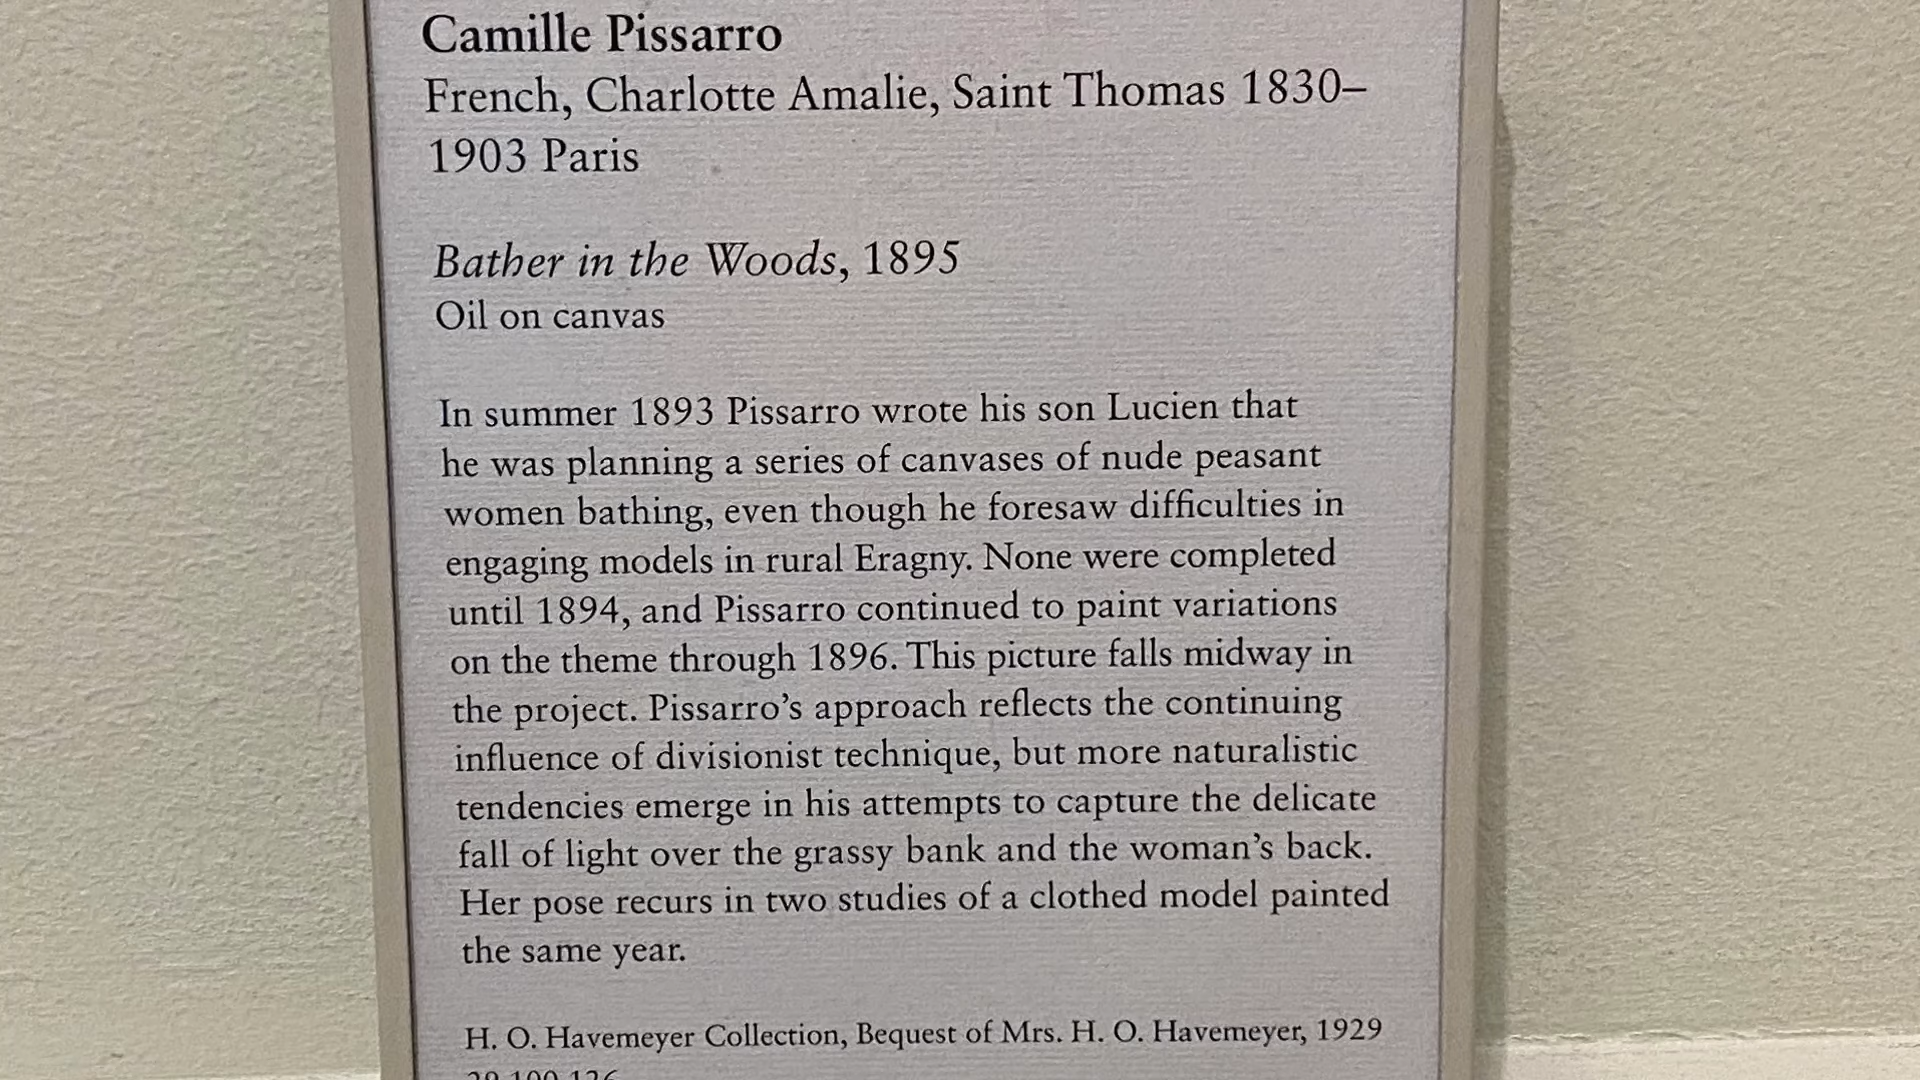 Camille Pissarro
French, Charlotte Amalie, Saint Thomas 1830–
1903 Paris
Bather in the Woods, 1895
Oil on canvas
In summer 1893 Pissarro wrote his son Lucien that
he was planning a series of canvases of nude peasant
women bathing, even though he foresaw difficulties in
engaging models in rural Eragny. None were completed
until 1894, and Pissarro continued to paint variations
on the theme through 1896. This picture falls midway in
the project. Pissarro's approach reflects the continuing
influence of divisionist technique, but more naturalistic
tendencies emerge in his attempts to capture the delicate
fall of light over the grassy bank and the woman's back.
Her pose recurs in two studies of a clothed model painted
the same year.
H. O. Havemeyer Collection, Bequest of Mrs. H. O. Havemeyer, 1929